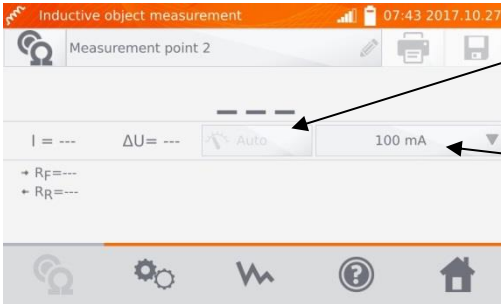 Inductive object measurement 07:43 2017.10.27
Measurement point 2
---
I = --- ΔU= --- Auto 100 mA
→ RF=---
← RR=---